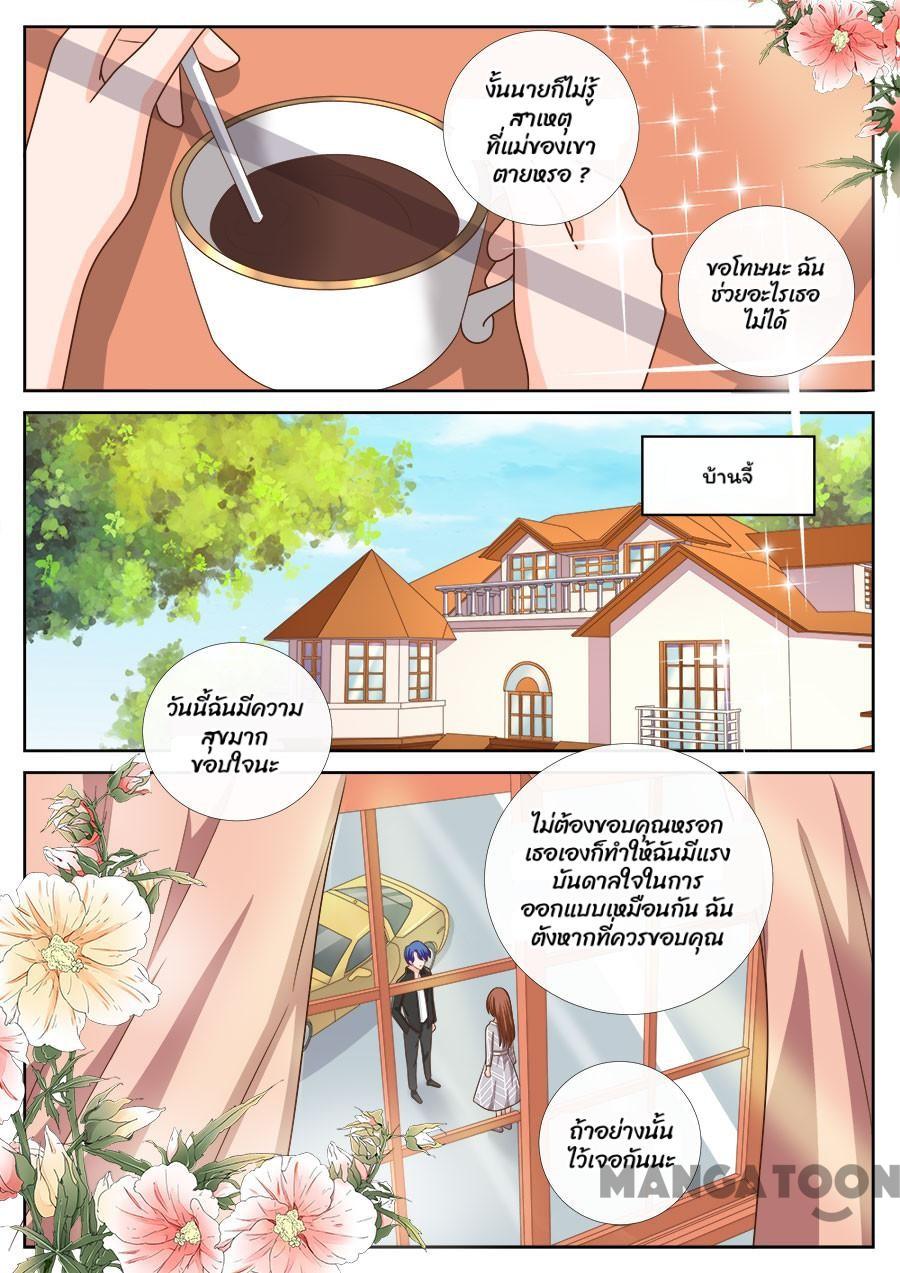 งั้นนายก็ไม่รู้
สาเหตุ
ที่แม่ของเขา
ตายหรอ ?
ขอโทษนะ ฉัน
ช่วยอะไรเธอ
ไม่ได้
บ้านจี้
วันนี้ฉันมีความ
สุขมาก
ขอบใจนะ
ไม่ต้องขอบคุณหรอก
เธอเองก็ทำให้ฉันมีแรง
บันดาลใจในการ
ออกแบบเหมือนกัน ฉัน
ตังหากที่ควรขอบคุณ
ถ้าอย่างนั้น
ไว้เจอกันนะ
MANGATOON